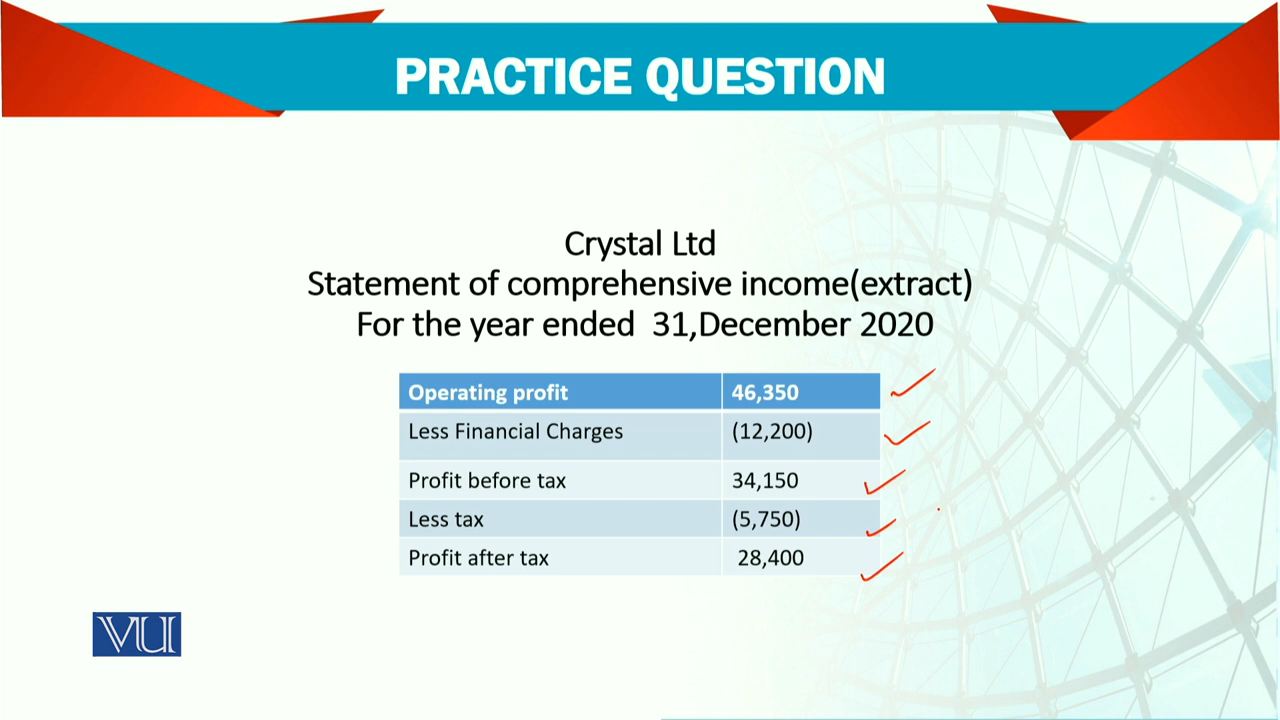 PRACTICE QUESTION
Crystal Ltd
Statement of comprehensive income(extract)
For the year ended 31,December 2020
Operating profit 46,350
Less Financial Charges (12,200)
Profit before tax 34,150
Less tax (5,750)
Profit after tax 28,400
VU